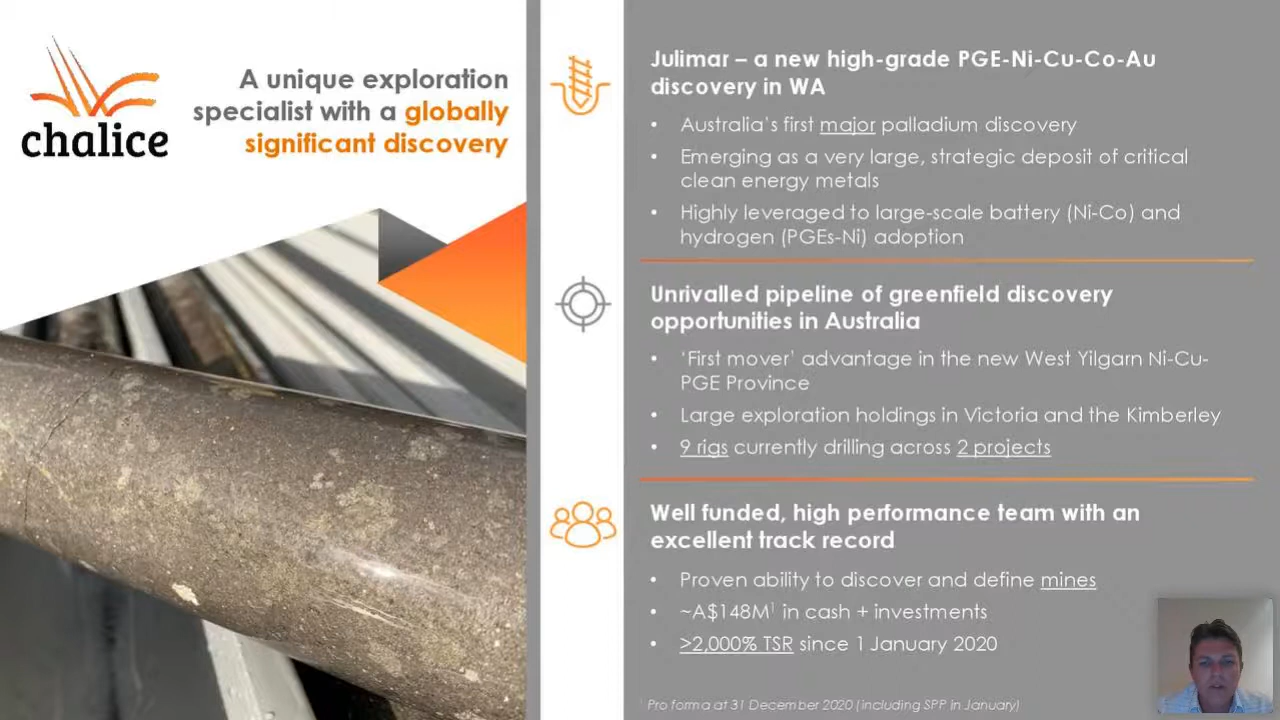 chalice
A unique exploration
specialist with a globally
significant discovery
Julimar – a new high-grade PGE-Ni-Cu-Co-Au
discovery in WA
• Australia's first major palladium discovery
• Emerging as a very large, strategic deposit of critical
clean energy metals
• Highly leveraged to large-scale battery (Ni-Co) and
hydrogen (PGEs-Ni) adoption
Unrivalled pipeline of greenfield discovery
opportunities in Australia
• 'First mover' advantage in the new West Yilgarn Ni-Cu-
PGE Province
• Large exploration holdings in Victoria and the Kimberley
• 9 rigs currently drilling across 2 projects
Well funded, high performance team with an
excellent track record
• Proven ability to discover and define mines
• ~A$148M¹ in cash + investments
• >2,000% TSR since 1 January 2020
Pro forma at 31 December 2020 (including SPP in January)